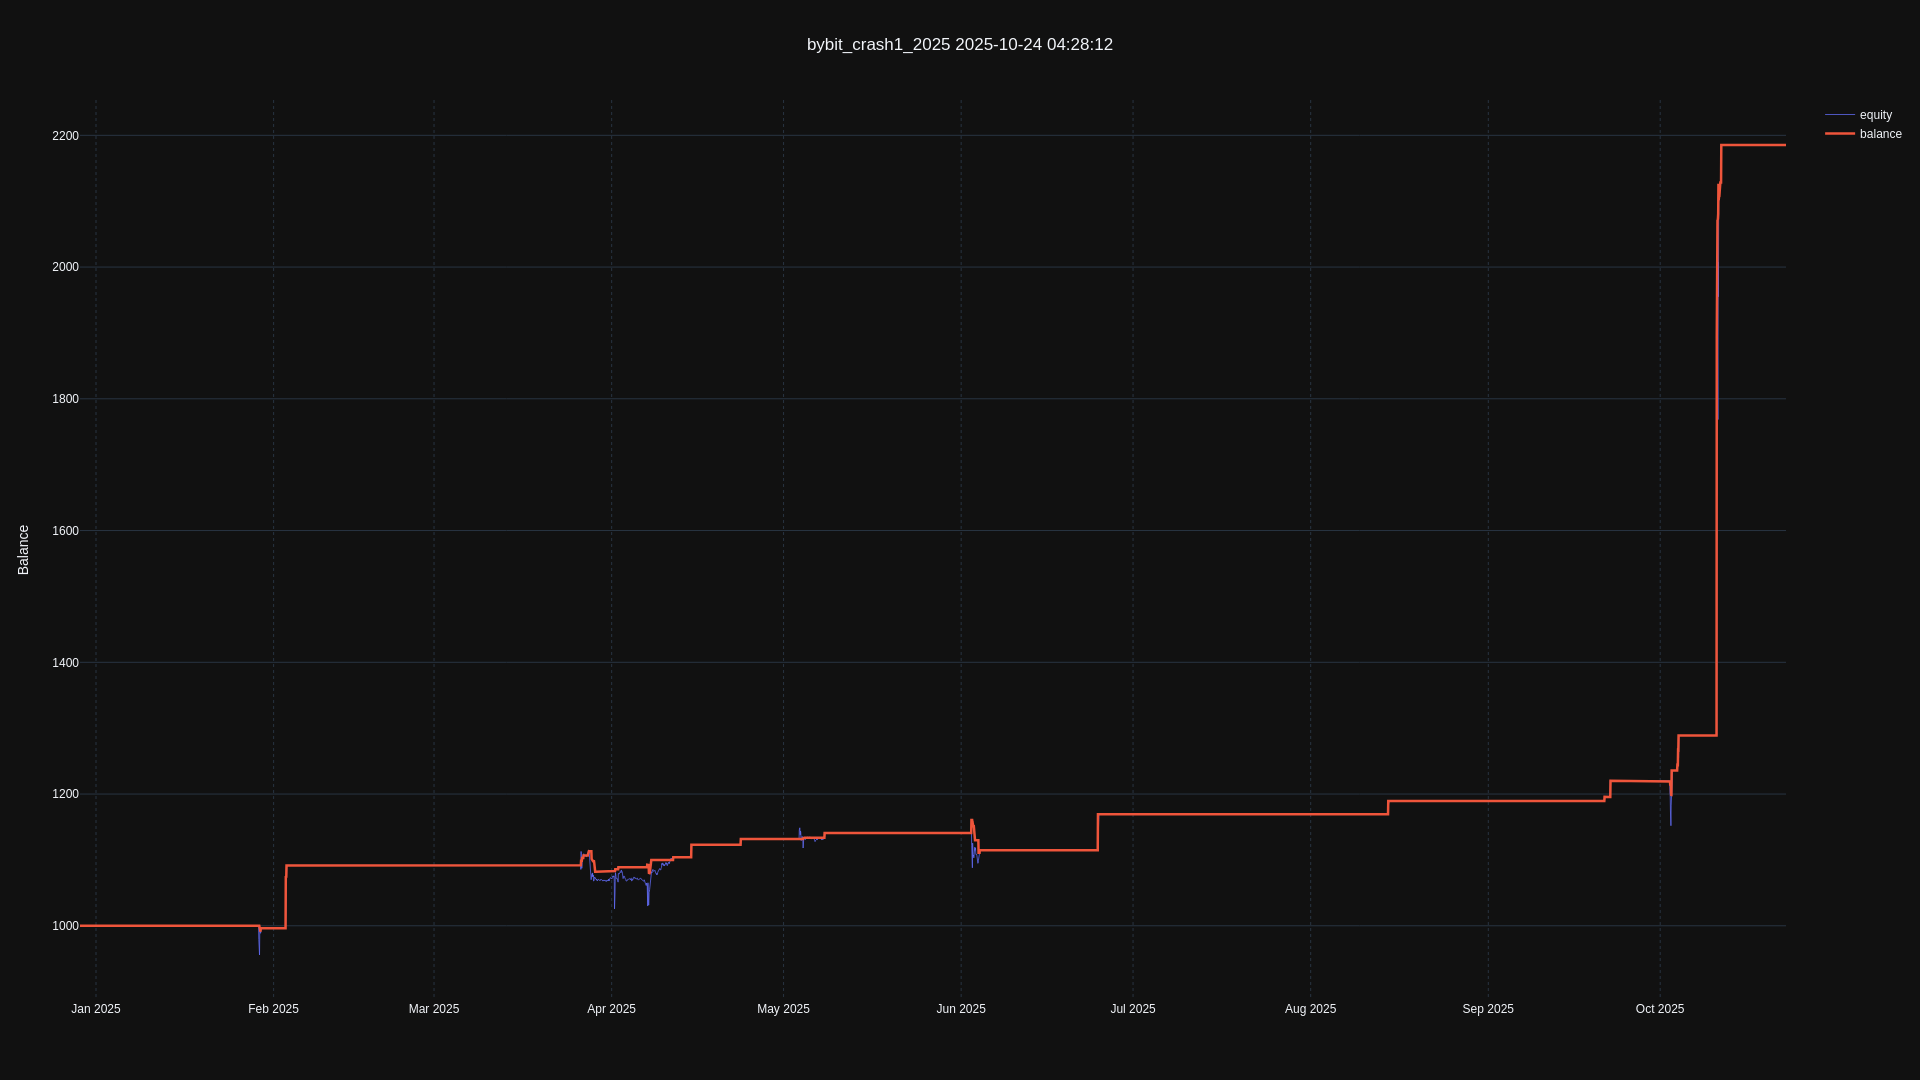 bybit_crash1_2025 2025-10-24 04:28:12
equity
balance
Balance
2200
2000
1800
1600
1400
1200
1000
Jan 2025
Feb 2025
Mar 2025
Apr 2025
May 2025
Jun 2025
Jul 2025
Aug 2025
Sep 2025
Oct 2025